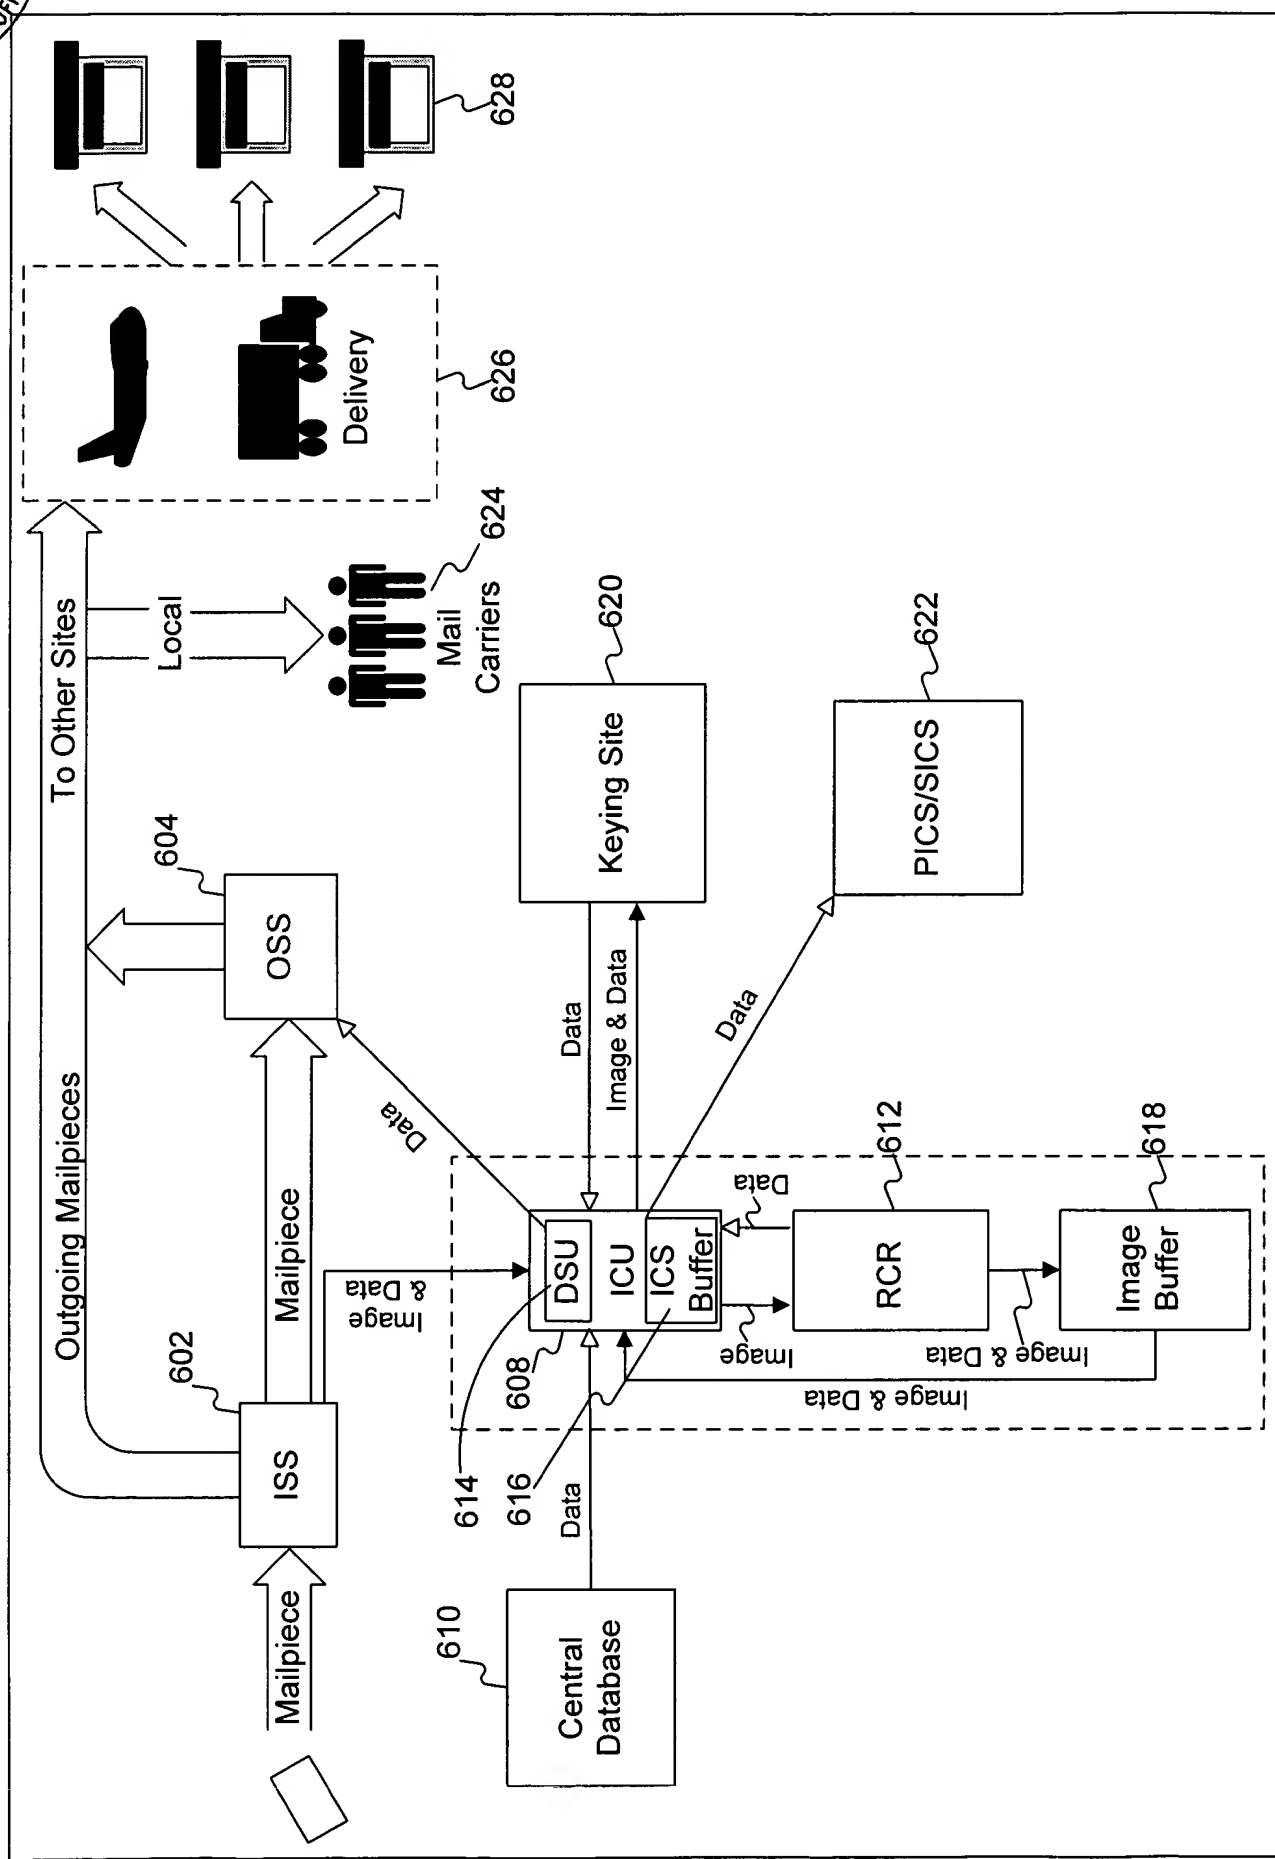 Outgoing Mailpieces
To Other Sites
Mailpiece
ISS
602
Mailpiece
OSS
604
Local
Mail
Carriers
624
Delivery
626
628
Image
& Data
Data
Central
Database
610
Data
614
616
608
DSU
ICU
ICS
Buffer
Data
Image & Data
Keying Site
620
Data
PICS/SICS
622
Image
Data
RCR
612
Image & Data
Image & Data
Image
Buffer
618